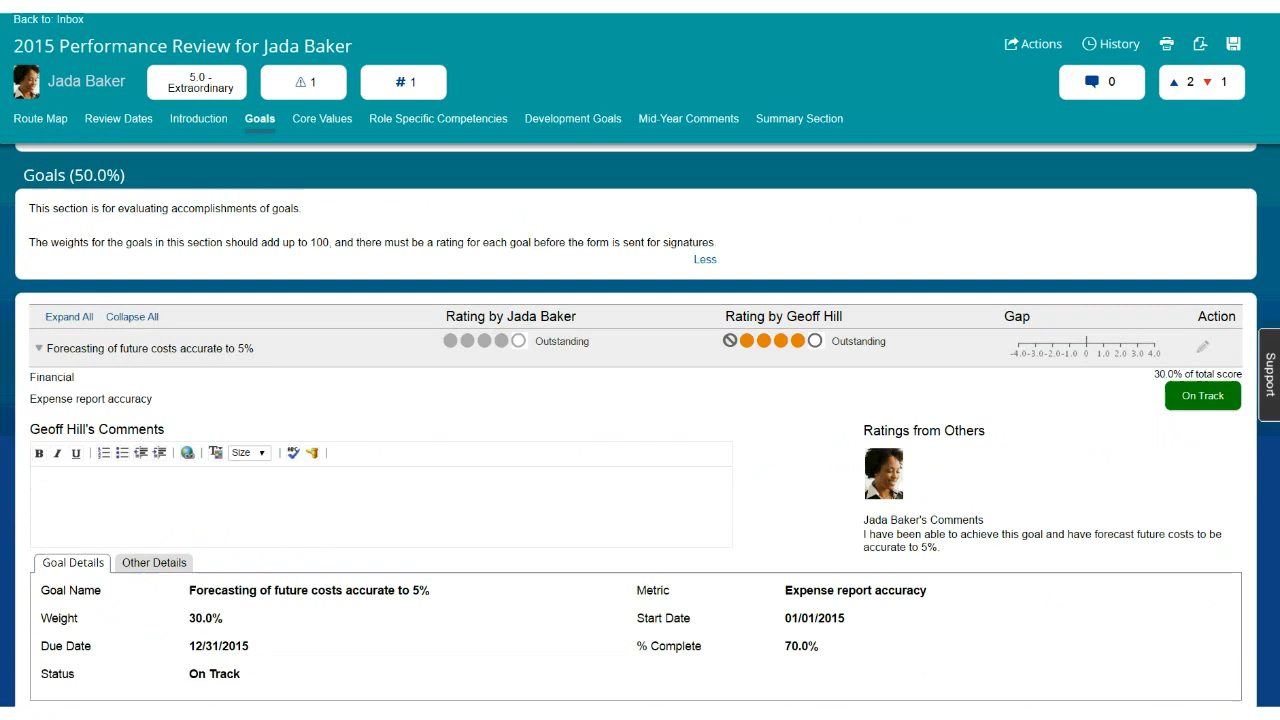 Back to: Inbox
2015 Performance Review for Jada Baker
Actions
History
Jada Baker
5.0 -
Extraordinary
1
# 1
0
2
1
Route Map
Review Dates
Introduction
Goals
Core Values
Role Specific Competencies
Development Goals
Mid-Year Comments
Summary Section
Goals (50.0%)
This section is for evaluating accomplishments of goals.
The weights for the goals in this section should add up to 100, and there must be a rating for each goal before the form is sent for signatures.
Less
Expand All
Collapse All
Rating by Jada Baker
Rating by Geoff Hill
Gap
Action
Forecasting of future costs accurate to 5%
Outstanding
Outstanding
-4.0-3.0-2.0-1.0 0 1.0 2.0 3.0 4.0
Financial
30.0% of total score
Expense report accuracy
On Track
Support
Geoff Hill's Comments
B I U
Size
Ratings from Others
Jada Baker's Comments
I have been able to achieve this goal and have forecast future costs to be
accurate to 5%.
Goal Details
Other Details
Goal Name
Forecasting of future costs accurate to 5%
Metric
Expense report accuracy
Weight
30.0%
Start Date
01/01/2015
Due Date
12/31/2015
% Complete
70.0%
Status
On Track